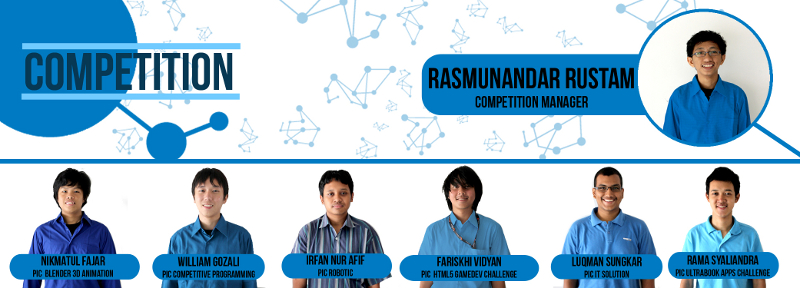 COMPETITION
RASMUNANDAR RUSTAM
COMPETITION MANAGER
NIKMATUL FAJAR
PIC BLENDER 3D ANIMATION
WILLIAM GOZALI
PIC COMPETITIVE PROGRAMMING
IRFAN NUR AFIF
PIC ROBOTIC
FARISKHI VIDYAN
PIC HTML5 GAMEDEV CHALLENGE
LUQMAN SUNGKAR
PIC IT SOLUTION
RAMA SYALIANDRA
PIC ULTRABOOK APPS CHALLENGE